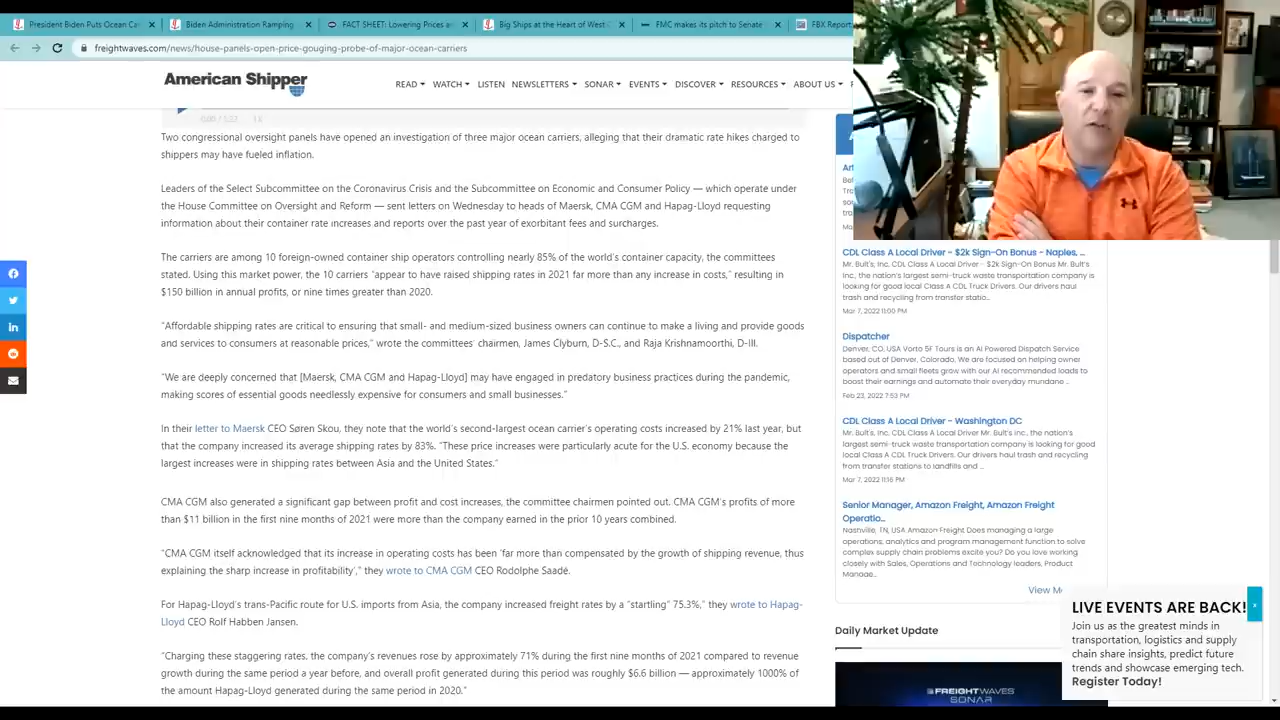 President Biden Puts Ocean Car
Biden Administration Ramping
FACT SHEET: Lowering Prices a
Big Ships at the Heart of West C
FMC makes its pitch to Senate
FBX Report
freightwaves.com/news/house-panels-open-price-gouging-probe-of-major-ocean-carriers
American Shipper
READ WATCH LISTEN NEWSLETTERS SONAR EVENTS DISCOVER RESOURCES ABOUT US
1x
Two congressional oversight panels have opened an investigation of three major ocean carriers, alleging that their dramatic rate hikes charged to
shippers may have fueled inflation.
Leaders of the Select Subcommittee on the Coronavirus Crisis and the Subcommittee on Economic and Consumer Policy — which operate under
the House Committee on Oversight and Reform — sent letters on Wednesday to heads of Maersk, CMA CGM and Hapag-Lloyd requesting
information about their container rate increases and reports over the past year of exorbitant fees and surcharges.
The carriers are among 10 foreign-owned container ship operators controlling nearly 85% of the world's container capacity, the committees
stated. Using this market power, the 10 carriers "appear to have raised shipping rates in 2021 far more than any increase in costs," resulting in
$150 billion in annual profits, or nine times greater than 2020.
"Affordable shipping rates are critical to ensuring that small- and medium-sized business owners can continue to make a living and provide goods
and services to consumers at reasonable prices," wrote the committees' chairmen, James Clyburn, D-S.C., and Raja Krishnamoorthi, D-Ill.
"We are deeply concerned that [Maersk, CMA CGM and Hapag-Lloyd] may have engaged in predatory business practices during the pandemic,
making scores of essential goods needlessly expensive for consumers and small businesses."
In their letter to Maersk CEO Søren Skou, they note that the world's second-largest ocean carrier's operating costs increased by 21% last year, but
it increased its container rates by 83%. "These price increases were particularly acute for the U.S. economy because the
largest increases were in shipping rates between Asia and the United States."
CMA CGM also generated a significant gap between profit and cost increases, the committee chairmen pointed out. CMA CGM's profits of more
than $11 billion in the first nine months of 2021 were more than the company earned in the prior 10 years combined.
"CMA CGM itself acknowledged that its increase in operating costs has been 'far more than compensated by the growth of shipping revenue, thus
explaining the sharp increase in profitability'," they wrote to CMA CGM CEO Rodolphe Saadé.
For Hapag-Lloyd's trans-Pacific route for U.S. imports from Asia, the company increased freight rates by a "startling" 75.3%," they wrote to Hapag-
Lloyd CEO Rolf Habben Jansen.
"Charging these staggering rates, the company's revenues rose by approximately 71% during the first nine months of 2021 compared to revenue
growth during the same period a year before, and overall profit generated during this period was roughly $6.6 billion — approximately 1000% of
the amount Hapag-Lloyd generated during the same period in 2020."
CDL Class A Local Driver - $2k Sign-On Bonus - Naples, ...
Mr. Bult's, Inc. CDL Class A Local Driver - $2k Sign-On Bonus Mr. Bult's
Inc, the nation's largest semi-truck waste transportation company is
looking for good local Class A CDL Truck Drivers. Our drivers haul
trash and recycling from transfer statio...
Mar 7, 2022 11:00 PM
Dispatcher
Denver, CO, USA Vorto 5F Tours is an AI Powered Dispatch Service
based out of Denver, Colorado. We are focused on helping owner
operators and small fleets grow with our AI recommended loads to
boost their earnings and automate their everyday mundane ...
Feb 23, 2022 7:53 PM
CDL Class A Local Driver - Washington DC
Mr. Bult's, Inc. CDL Class A Local Driver Mr. Bult's Inc., the nation's
largest semi-truck waste transportation company is looking for good
local Class A CDL Truck Drivers. Our drivers haul trash and recycling
from transfer stations to landfills and ...
Mar 7, 2022 11:16 PM
Senior Manager, Amazon Freight, Amazon Freight
Operatio...
Nashville, TN, USA Amazon Freight Does managing a large
operations, analytics and program management function to solve
complex supply chain problems excite you? Do you love working
closely with Sales, Operations and Technology leaders, Product
Manage...
View M
Daily Market Update
FREIGHTWAVES
SONAR
LIVE EVENTS ARE BACK!
x
Join us as the greatest minds in
transportation, logistics and supply
chain share insights, predict future
trends and showcase emerging tech.
Register Today!